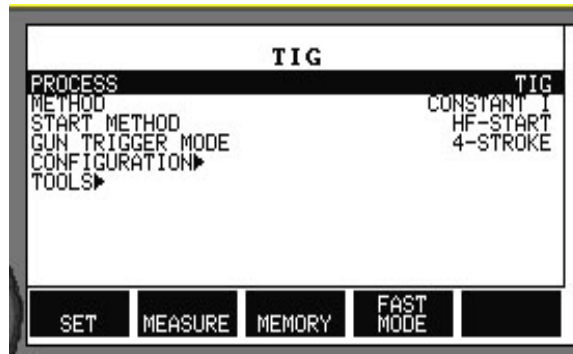 TIG
PROCESS TIG
METHOD CONSTANT I
START METHOD HF-START
GUN TRIGGER MODE 4-STROKE
CONFIGURATION▶
TOOLS▶
SET MEASURE MEMORY FAST MODE